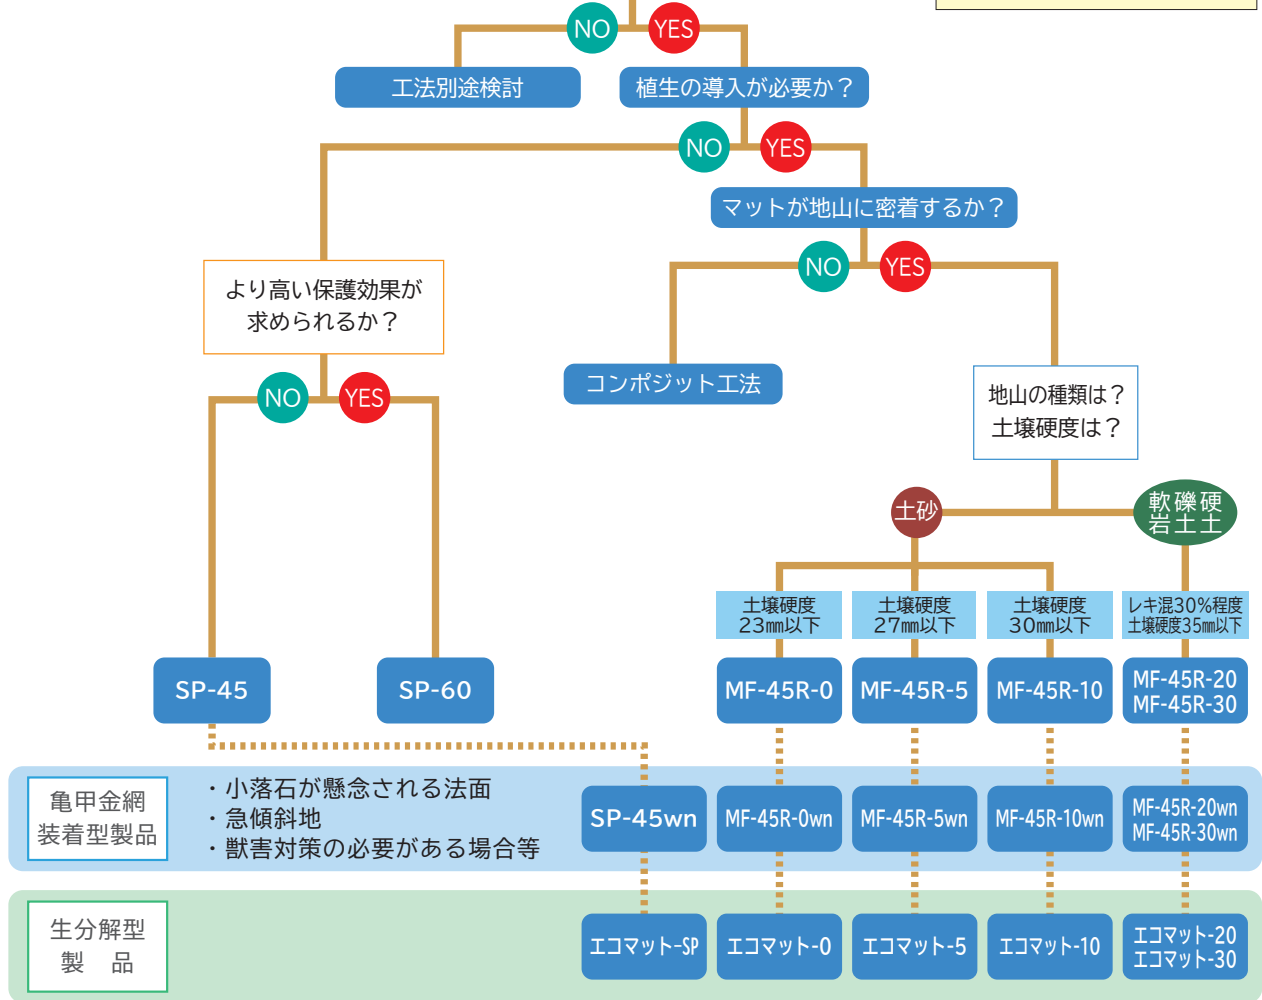 NO
YES
工法別途検討
植生の導入が必要か？
NO
YES
マットが地山に密着するか？
NO
YES
より高い保護効果が
求められるか？
コンポジット工法
地山の種類は？
土壌硬度は？
NO
YES
土砂
軟礫硬
岩土土
土壌硬度
23㎜以下
土壌硬度
27㎜以下
土壌硬度
30㎜以下
レキ混30％程度
土壌硬度35㎜以下
SP-45
SP-60
MF-45R-0
MF-45R-5
MF-45R-10
MF-45R-20
MF-45R-30
亀甲金網
装着型製品
・小落石が懸念される法面
・急傾斜地
・獣害対策の必要がある場合等
SP-45wn
MF-45R-0wn
MF-45R-5wn
MF-45R-10wn
MF-45R-20wn
MF-45R-30wn
生分解型
製　品
エコマット-SP
エコマット-0
エコマット-5
エコマット-10
エコマット-20
エコマット-30